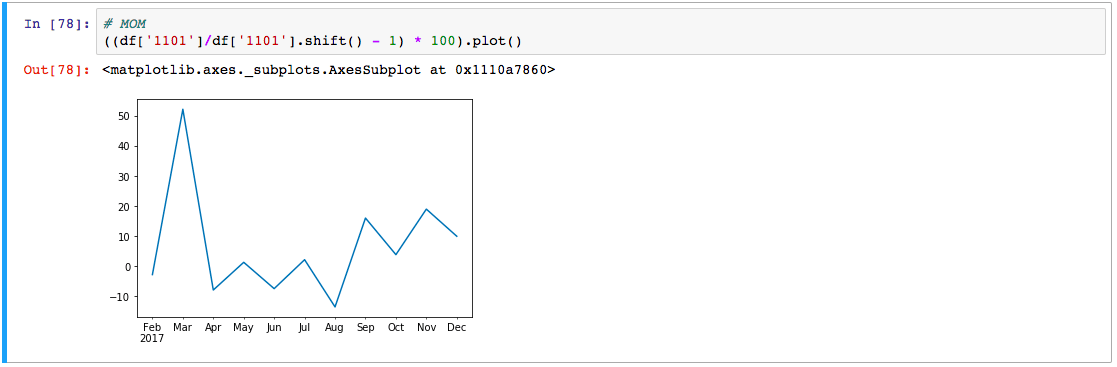 In [78]: # MOM
((df['1101']/df['1101'].shift() - 1) * 100).plot()
Out[78]: <matplotlib.axes._subplots.AxesSubplot at 0x1110a7860>
50
40
30
20
10
0
−10
Feb Mar Apr May Jun Jul Aug Sep Oct Nov Dec
2017